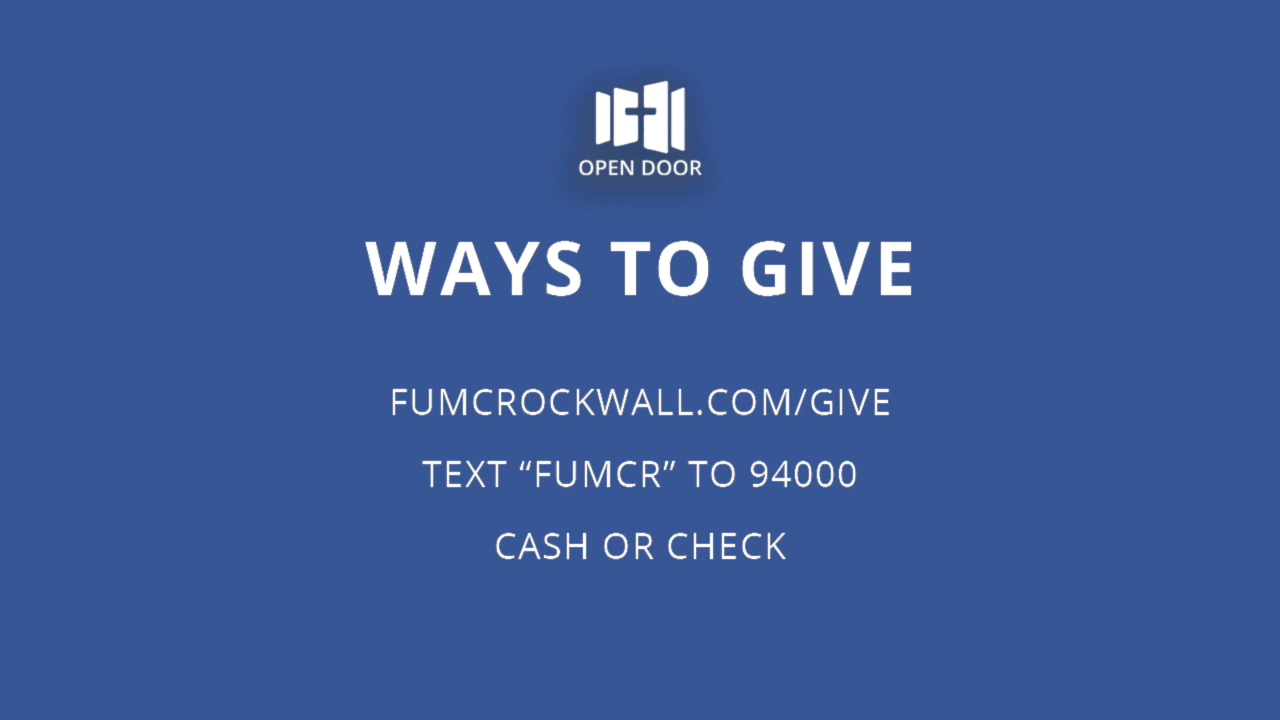 OPEN DOOR
WAYS TO GIVE
FUMCROCKWALL.COM/GIVE
TEXT “FUMCR” TO 94000
CASH OR CHECK